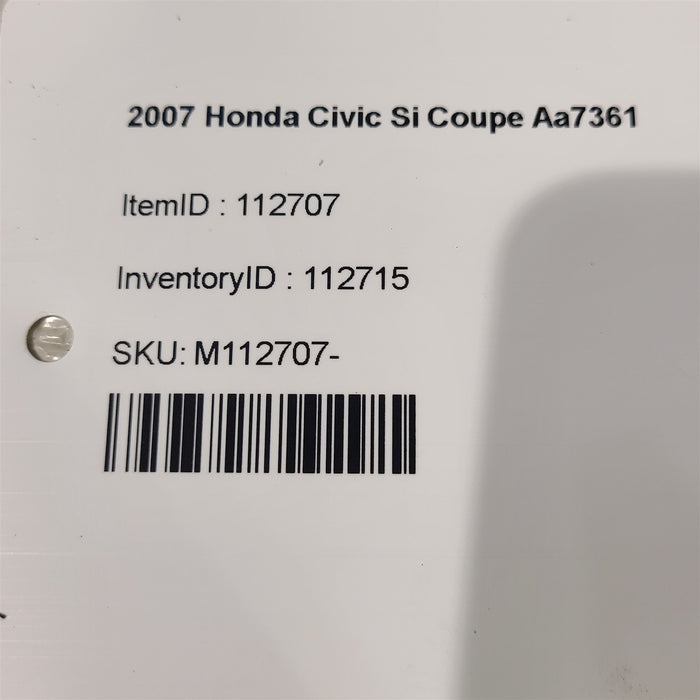 2007 Honda Civic Si Coupe Aa7361
ItemID : 112707
InventoryID : 112715
SKU: M112707-